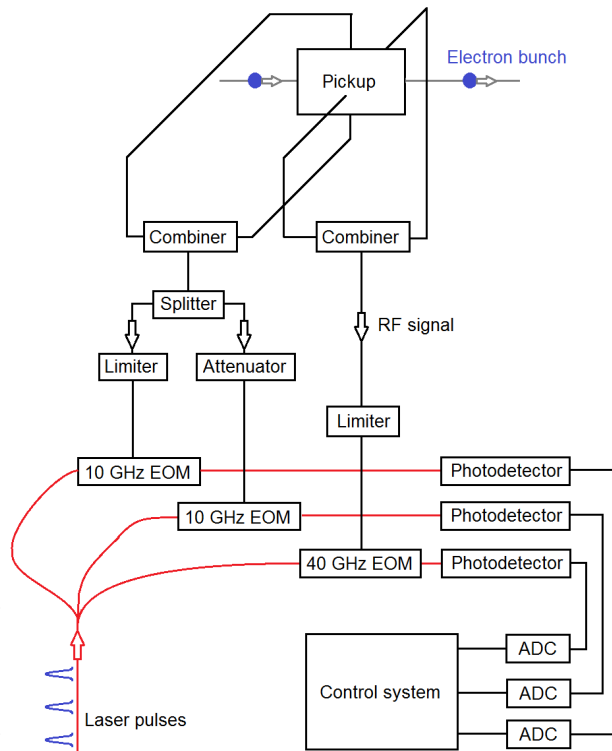 Electron bunch
Pickup
Combiner
Combiner
Splitter
RF signal
Limiter
Attenuator
Limiter
10 GHz EOM
Photodetector
10 GHz EOM
Photodetector
40 GHz EOM
Photodetector
ADC
Control system
ADC
Laser pulses
ADC